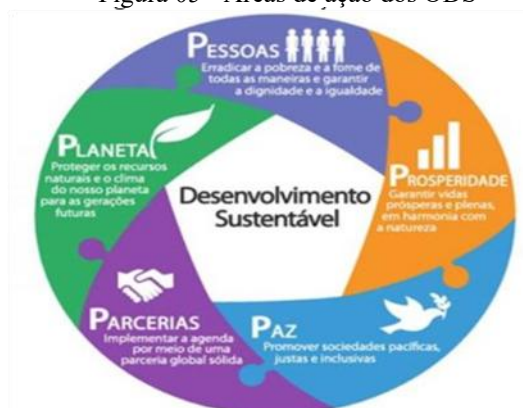 Figura 03 - Áreas de ação dos ODS
PESSOAS
Erradicar a pobreza e a fome de
todas as maneiras e garantir
a dignidade e a igualdade
PROSPERIDADE
Garantir vidas
prósperas e plenas,
em harmonia com
a natureza
PAZ
Promover sociedades pacíficas,
justas e inclusivas
PARCERIAS
Implementar a agenda
por meio de uma
parceria global sólida
PLANETA
Proteger os recursos
naturais e o clima
do nosso planeta
para as gerações
futuras
Desenvolvimento
Sustentável